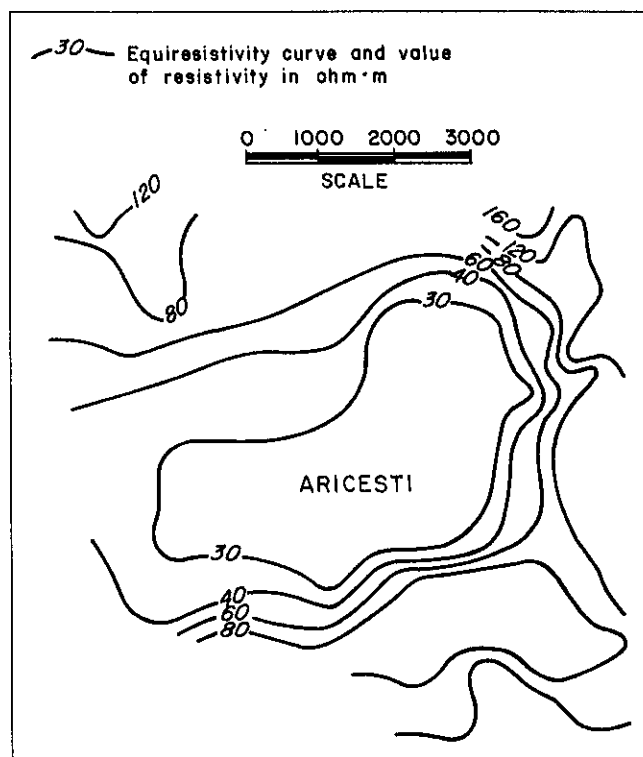 30 Equiresistivity curve and value
of resistivity in ohm·m
0 1000 2000 3000
SCALE
120
160
120
60 80
40
80
30
ARICESTI
30
40
60
80